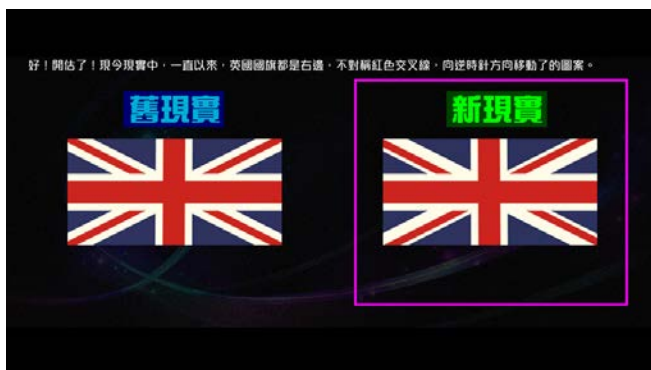 好！開估了！現今現實中，一直以來，英國國旗都是右邊，不對稱紅色交叉線，向逆時針方向移動了的圖案。
舊現實
新現實